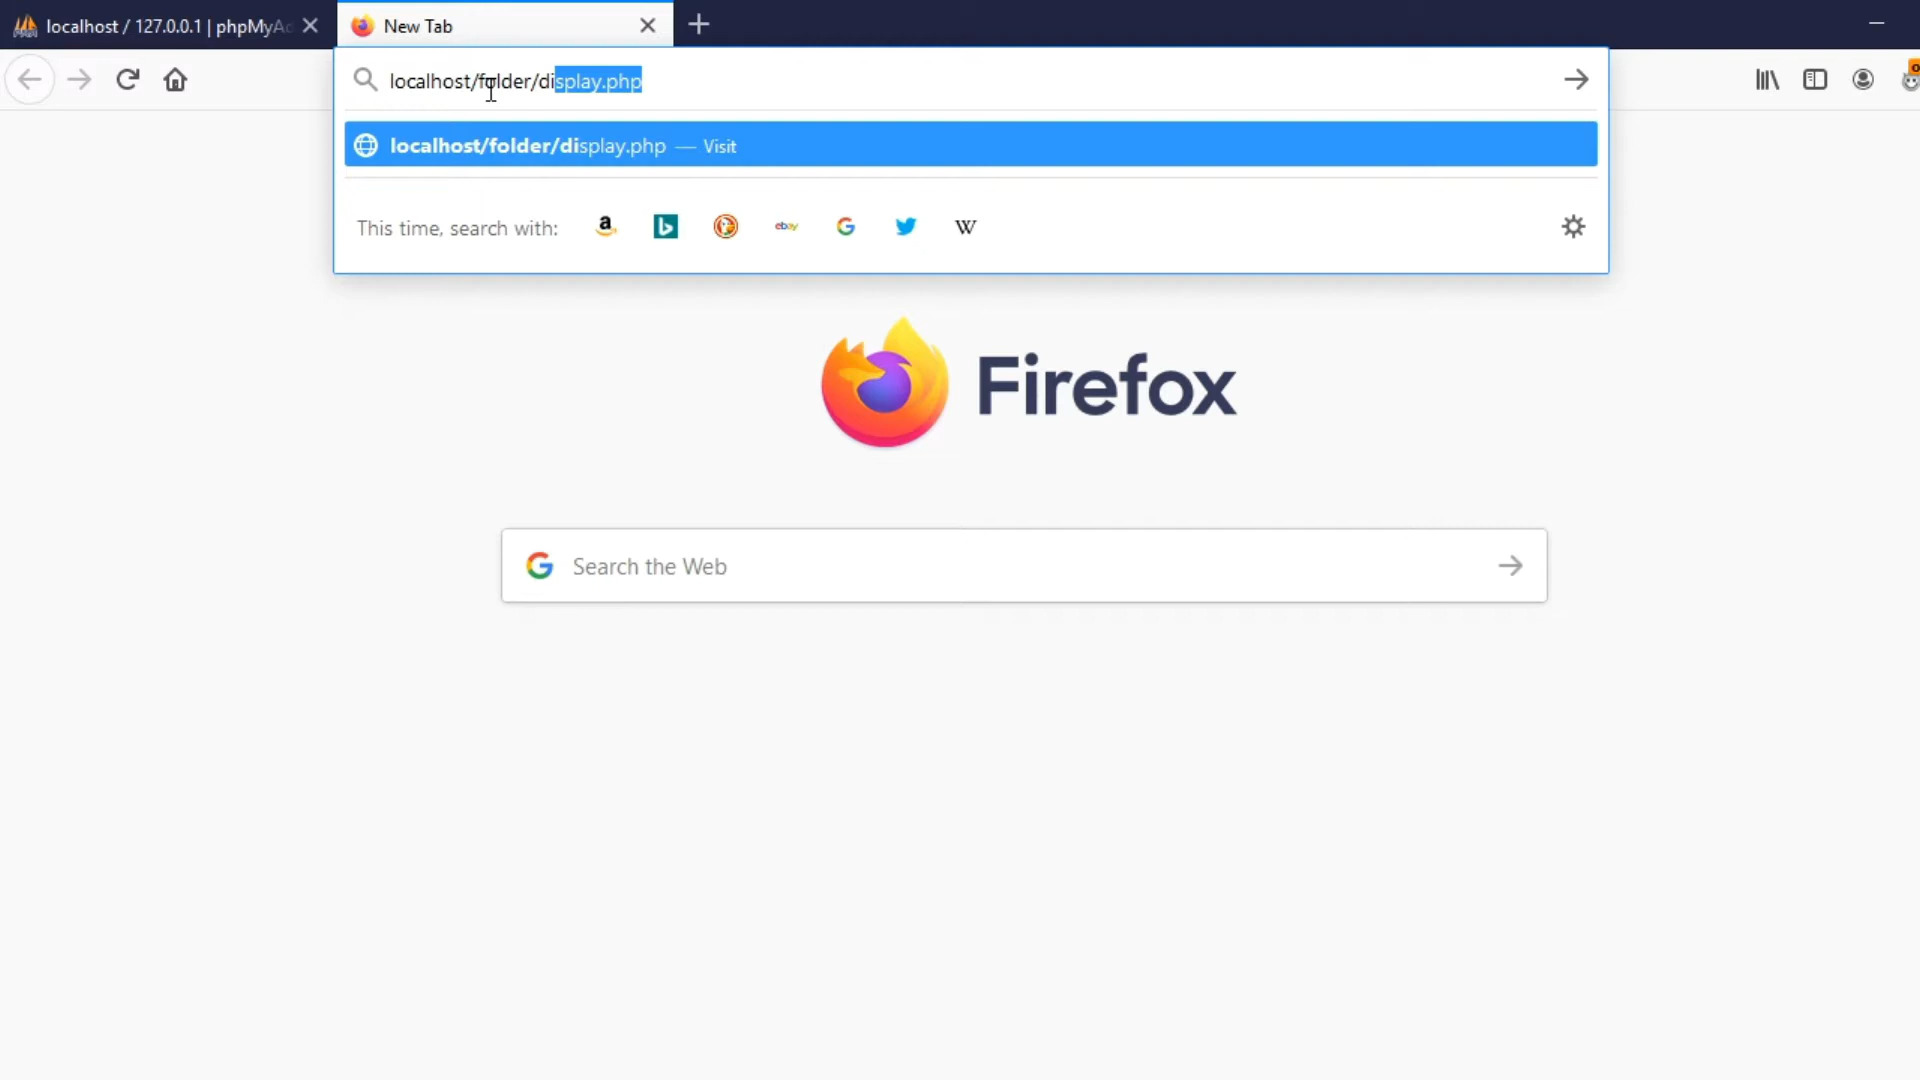 localhost / 127.0.0.1 | phpMyAd
New Tab
localhost/folder/display.php
localhost/folder/display.php — Visit
This time, search with:
Firefox
Search the Web